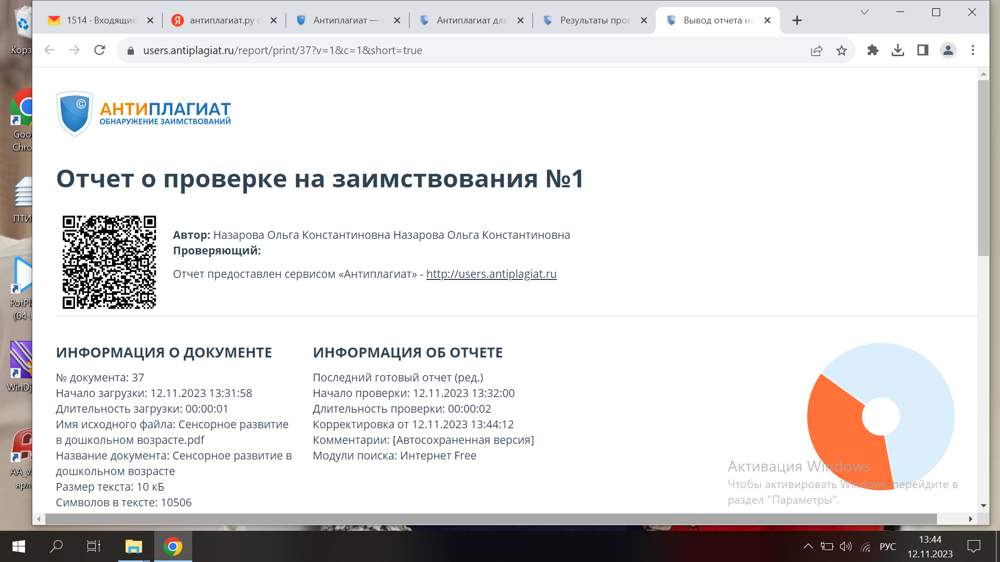 1514 · Входящие
антиплагиат.ру с
Антиплагиат — с
Антиплагиат для
Результаты пров
Вывод отчета на
users.antiplagiat.ru/report/print/37?v=1&c=1&short=true
Корз
Goo
Chro
ПТИ
PotPl
(64-
WinDj
AA_v
ярл
©
АНТИПЛАГИАТ
ОБНАРУЖЕНИЕ ЗАИМСТВОВАНИЙ
Отчет о проверке на заимствования №1
Автор: Назарова Ольга Константиновна Назарова Ольга Константиновна
Проверяющий:
Отчет предоставлен сервисом «Антиплагиат» - http://users.antiplagiat.ru
ИНФОРМАЦИЯ О ДОКУМЕНТЕ
№ документа: 37
Начало загрузки: 12.11.2023 13:31:58
Длительность загрузки: 00:00:01
Имя исходного файла: Сенсорное развитие
в дошкольном возрасте.pdf
Название документа: Сенсорное развитие в
дошкольном возрасте
Размер текста: 10 кБ
Символов в тексте: 10506
ИНФОРМАЦИЯ ОБ ОТЧЕТЕ
Последний готовый отчет (ред.)
Начало проверки: 12.11.2023 13:32:00
Длительность проверки: 00:00:02
Корректировка от 12.11.2023 13:44:12
Комментарии: [Автосохраненная версия]
Модули поиска: Интернет Free
Активация Windows
Чтобы активировать Windows, перейдите в
раздел "Параметры".
РУС
13:44
12.11.2023